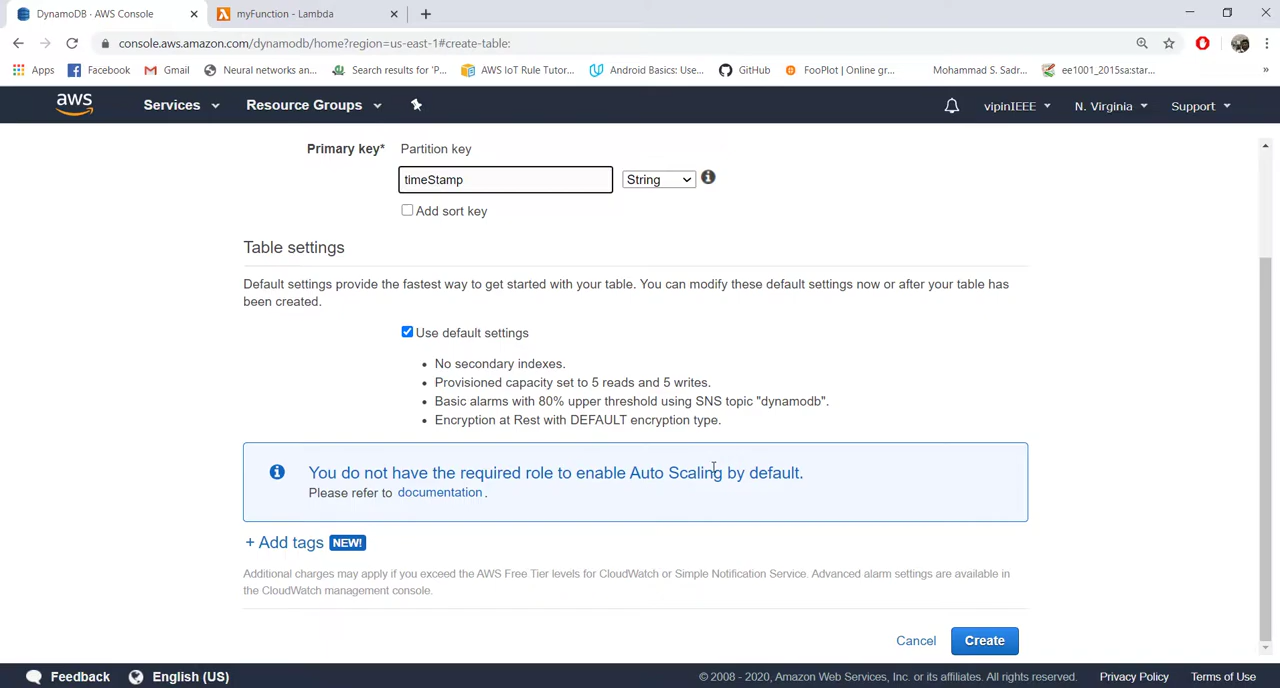 DynamoDB · AWS Console
myFunction - Lambda
console.aws.amazon.com/dynamodb/home?region=us-east-1#create-table:
Apps
Facebook
Gmail
Neural networks an...
Search results for 'P...
AWS IoT Rule Tutor...
Android Basics: Use...
GitHub
FooPlot | Online gr...
Mohammad S. Sadr...
ee1001_2015sa:star...
»
aws
Services
Resource Groups
vipinIEEE
N. Virginia
Support
Primary key*
Partition key
timeStamp
String
Add sort key
Table settings
Default settings provide the fastest way to get started with your table. You can modify these default settings now or after your table has
been created.
Use default settings
• No secondary indexes.
• Provisioned capacity set to 5 reads and 5 writes.
• Basic alarms with 80% upper threshold using SNS topic "dynamodb".
• Encryption at Rest with DEFAULT encryption type.
You do not have the required role to enable Auto Scaling by default.
Please refer to documentation.
+ Add tags NEW!
Additional charges may apply if you exceed the AWS Free Tier levels for CloudWatch or Simple Notification Service. Advanced alarm settings are available in
the CloudWatch management console.
Cancel
Create
Feedback
English (US)
© 2008 - 2020, Amazon Web Services, Inc. or its affiliates. All rights reserved.
Privacy Policy
Terms of Use